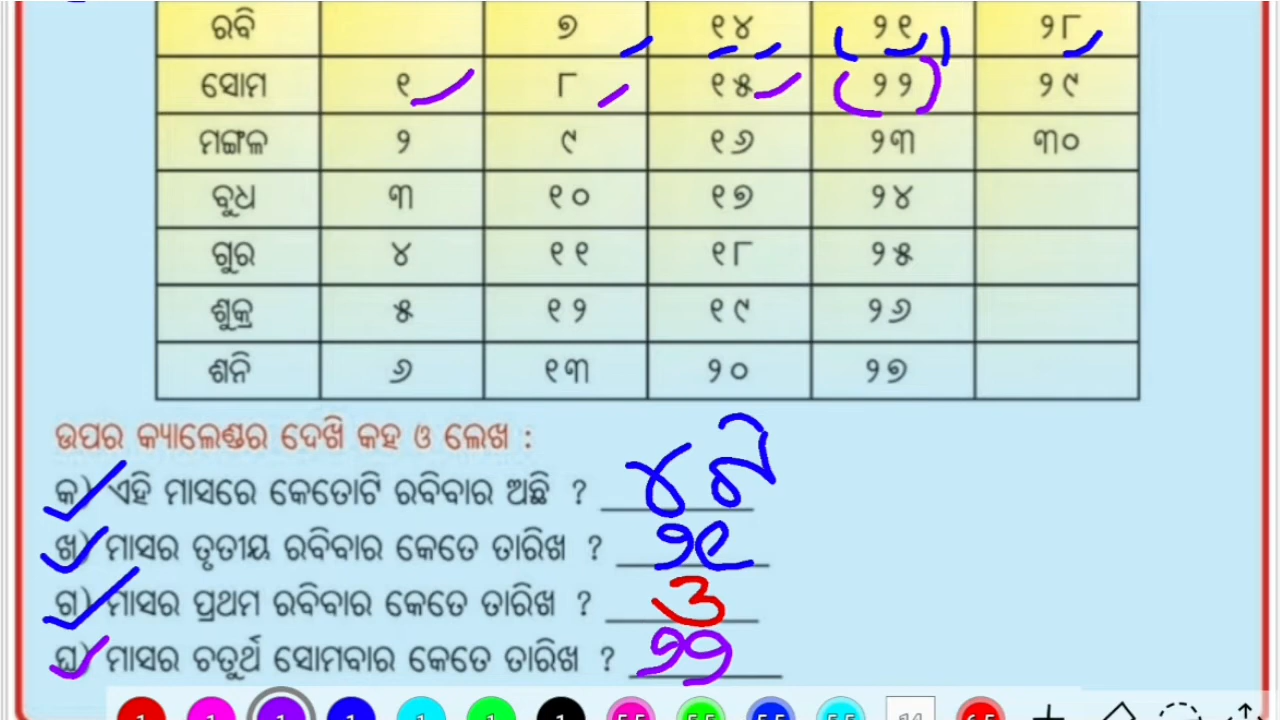 ରବି ୭ ୧୪ ୨୧ ୨୮
ସୋମ ୧ ୮ ୧୫ ୨୨ ୨୯
ମଙ୍ଗଳ ୨ ୯ ୧୬ ୨୩ ୩୦
ବୁଧ ୩ ୧୦ ୧୭ ୨୪
ଗୁରୁ ୪ ୧୧ ୧୮ ୨୫
ଶୁକ୍ର ୫ ୧୨ ୧୯ ୨୬
ଶନି ୬ ୧୩ ୨୦ ୨୭
ଉପର କ୍ୟାଲେଣ୍ଡର ଦେଖି କହ ଓ ଲେଖ :
କ) ଏହି ମାସରେ କେତୋଟି ରବିବାର ଅଛି ? ୪ଟି
ଖ) ମାସର ତୃତୀୟ ରବିବାର କେତେ ତାରିଖ ? ୨୧
ଗ) ମାସର ପ୍ରଥମ ରବିବାର କେତେ ତାରିଖ ? ୭
ଘ) ମାସର ଚତୁର୍ଥ ସୋମବାର କେତେ ତାରିଖ ? ୨୨